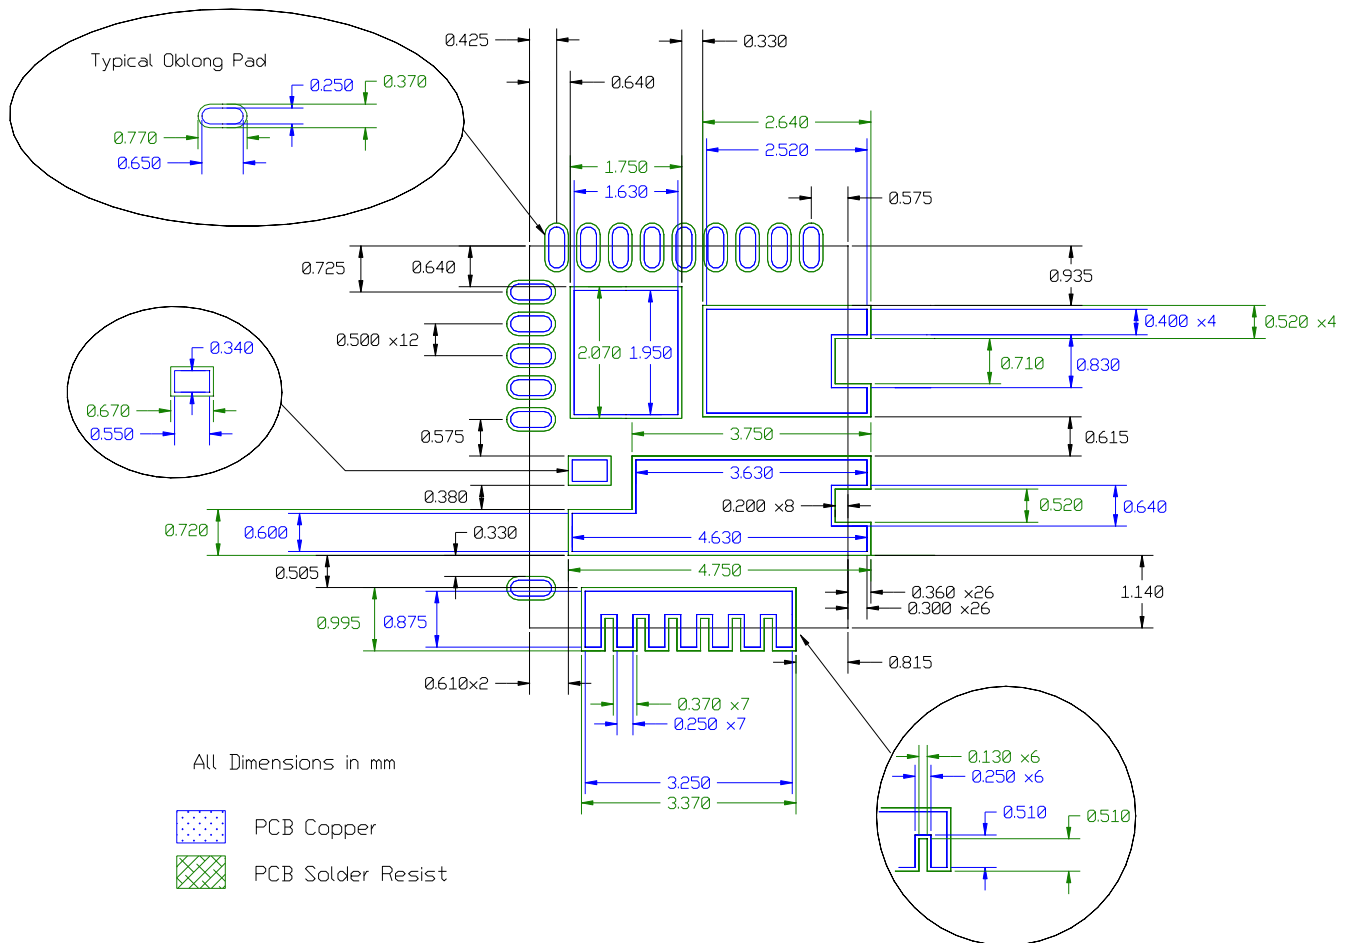 0.425
0.330
Typical Oblong Pad
0.250
0.370
0.640
0.770
0.650
2.640
2.520
1.750
1.630
0.575
0.725
0.640
0.935
0.400 x4
0.520 x4
0.500 x12
2.070
1.950
0.710
0.830
0.340
0.670
0.550
0.575
3.750
0.615
3.630
0.380
0.200 x8
0.520
0.640
0.720
0.600
0.330
4.630
0.505
4.750
0.360 x26
1.140
0.300 x26
0.995
0.875
0.815
0.610x2
0.370 x7
0.250 x7
0.130 x6
0.250 x6
All Dimensions in mm
3.250
3.370
0.510
0.510
PCB Copper
PCB Solder Resist